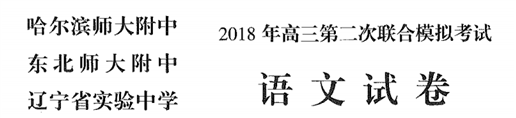 哈尔滨师大附中
东北师大附中
辽宁省实验中学
2018年高三第二次联合模拟考试
语文试卷